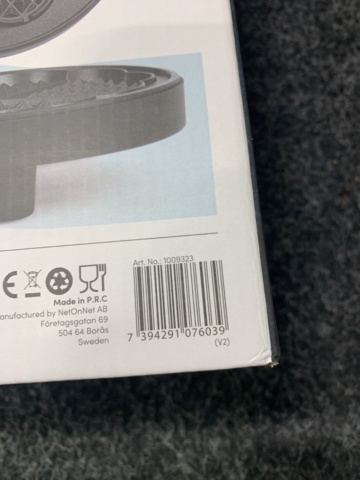 Art. No.: 1009323
CE
Made in P.R.C
anufactured by NetOnNet AB
Företagsgatan 69
504 64 Borås
Sweden
7 394291 076039
(V2)